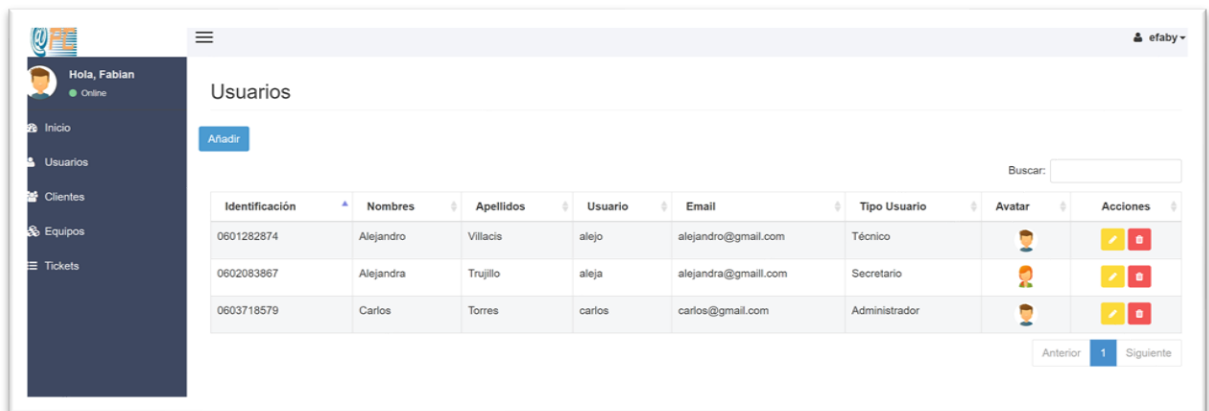 @PC
efaby
Hola, Fabian
Online
Inicio
Usuarios
Clientes
Equipos
Tickets
Usuarios
Añadir
Buscar:
Identificación Nombres Apellidos Usuario Email Tipo Usuario Avatar Acciones
0601282874 Alejandro Villacis alejo alejandro@gmail.com Técnico
0602083867 Alejandra Trujillo aleja alejandra@gmaill.com Secretario
0603718579 Carlos Torres carlos carlos@gmail.com Administrador
Anterior 1 Siguiente